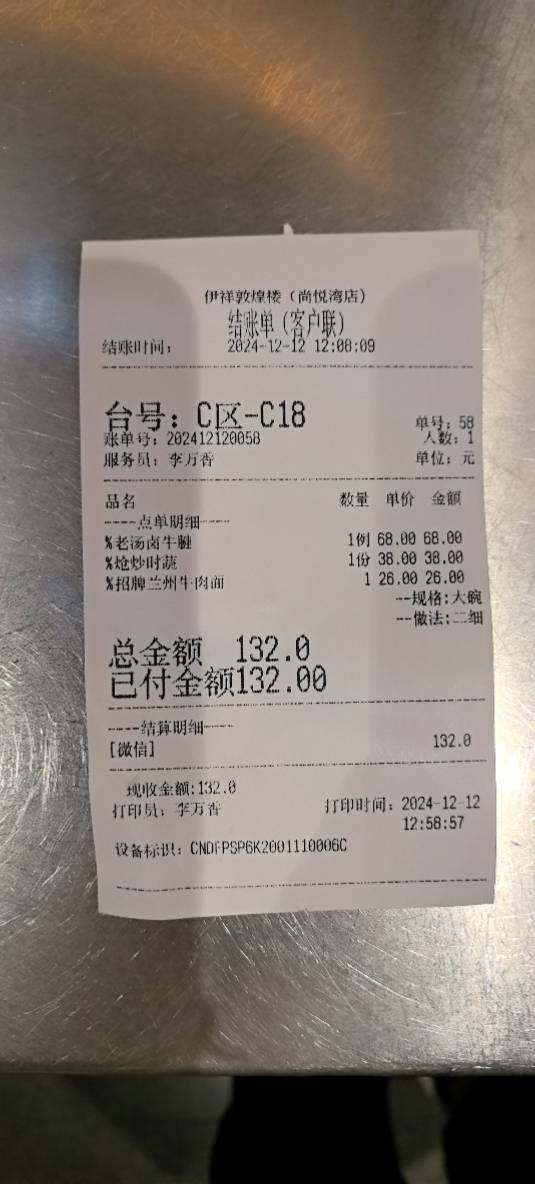 伊祥敦煌楼（尚悦湾店）
结账单（客户联）
结账时间： 2024-12-12 12:08:09
台号：C区-C18 单号：58
账单号：202412120058 人数：1
服务员：李万香 单位：元
品名 数量 单价 金额
----点单明细----
%老汤卤牛腱 1例 68.00 68.00
%炝炒时蔬 1份 38.00 38.00
%招牌兰州牛肉面 1 26.00 26.00
--规格:大碗
--做法:二细
总金额 132.0
已付金额132.00
----结算明细----
[微信] 132.0
现收金额:132.0
打印员：李万香 打印时间：2024-12-12
12:58:57
设备标识：CNDFPSP6K2001110006C